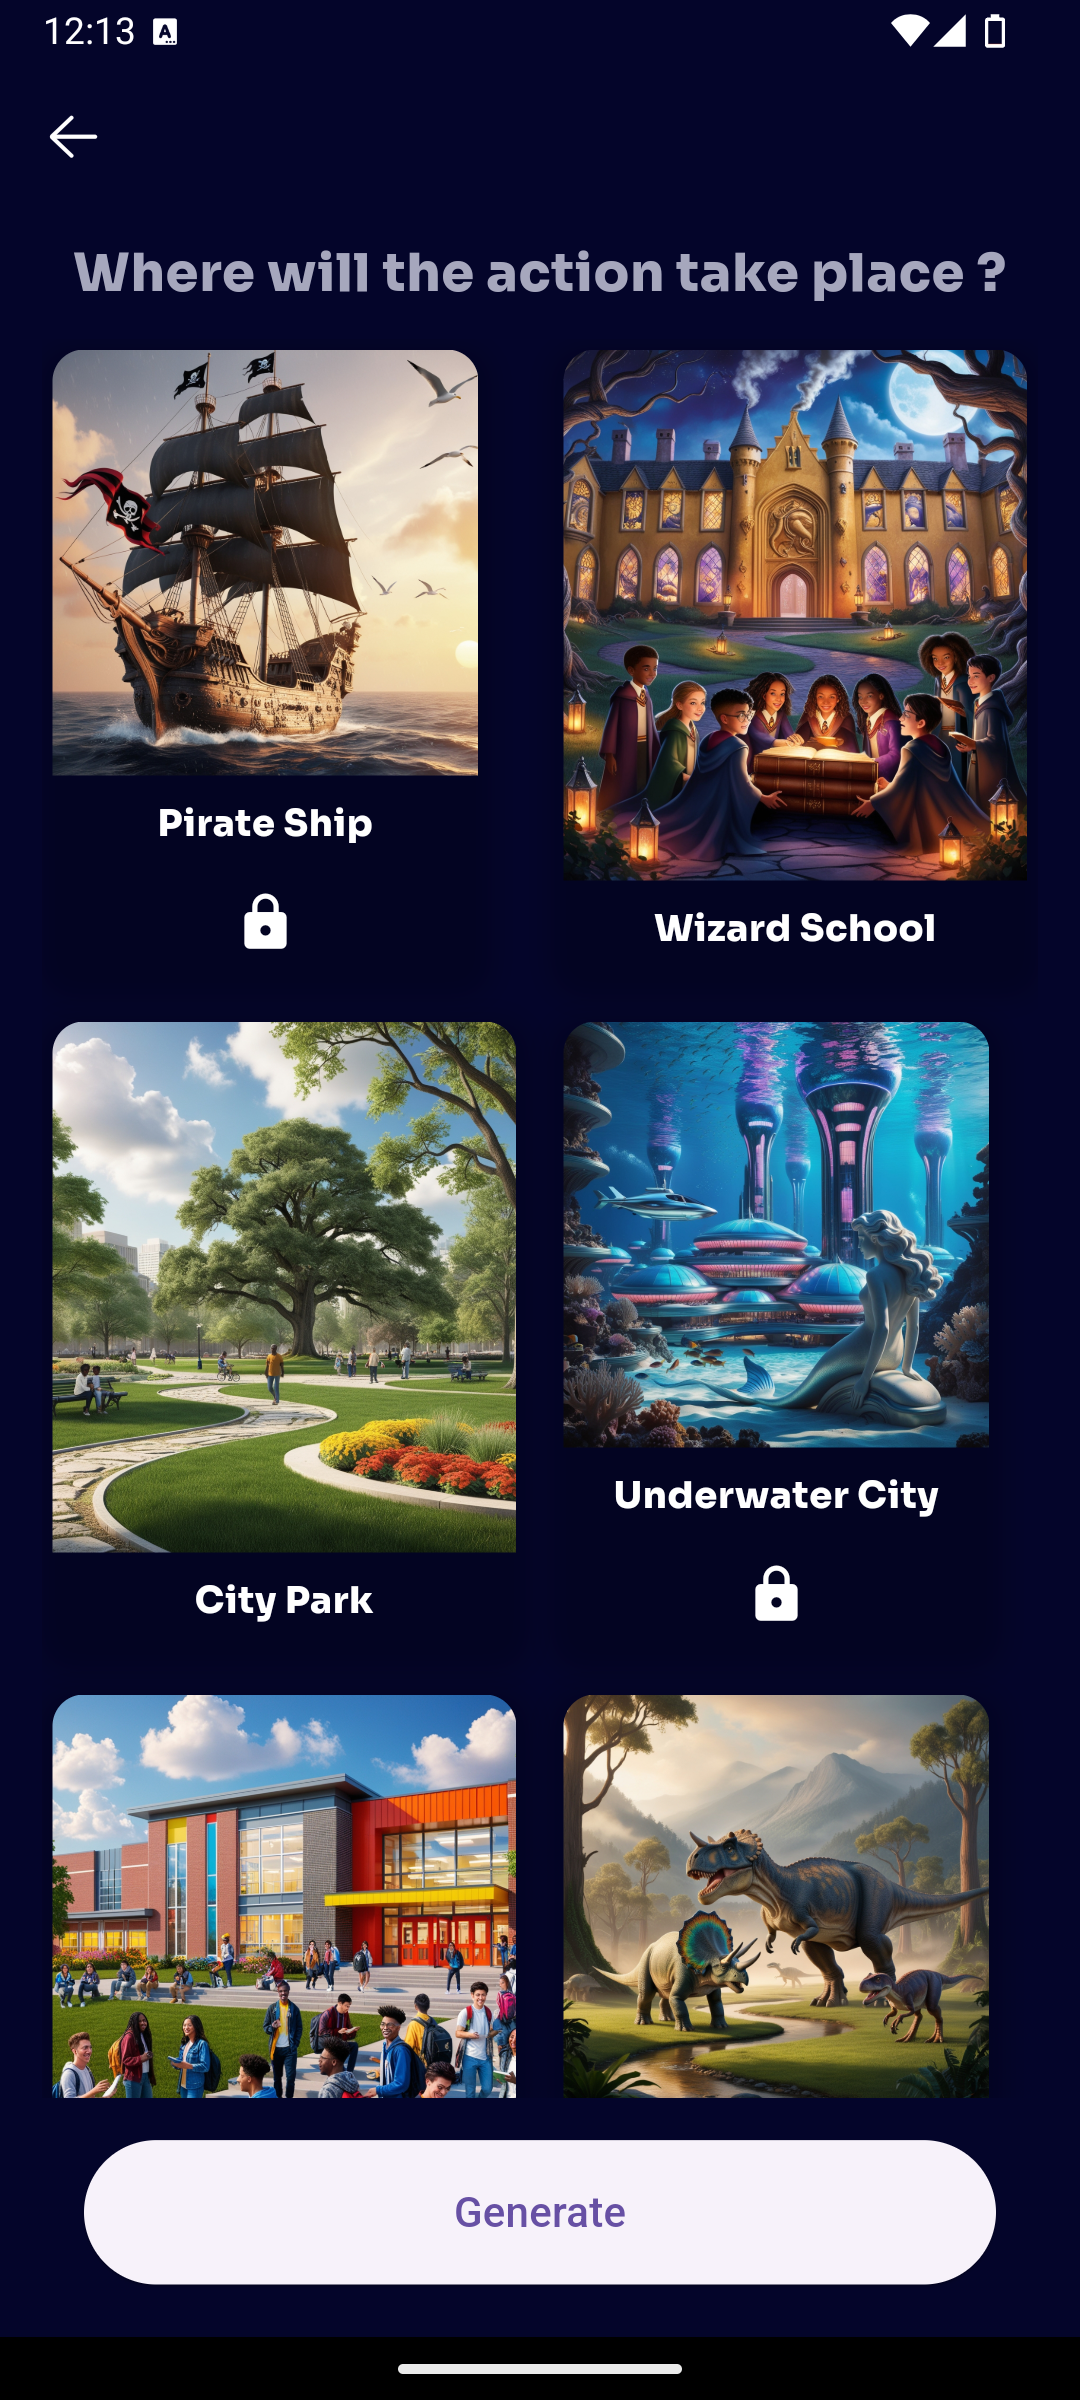 12:13
Where will the action take place ?
Pirate Ship
Wizard School
City Park
Underwater City
Generate